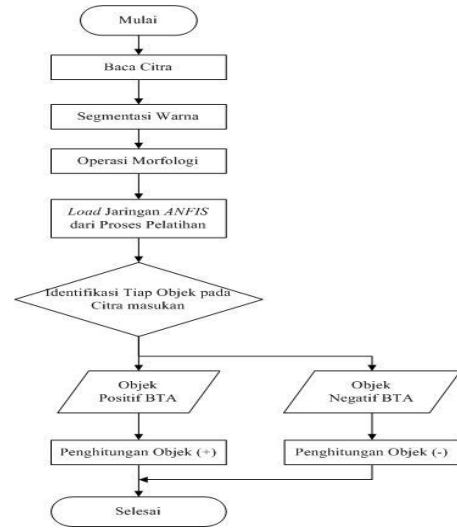 Mulai
Baca Citra
Segmentasi Warna
Operasi Morfologi
Load Jaringan ANFIS
dari Proses Pelatihan
Identifikasi Tiap Objek pada
Citra masukan
Objek
Positif BTA
Objek
Negatif BTA
Penghitungan Objek (+)
Penghitungan Objek (-)
Selesai